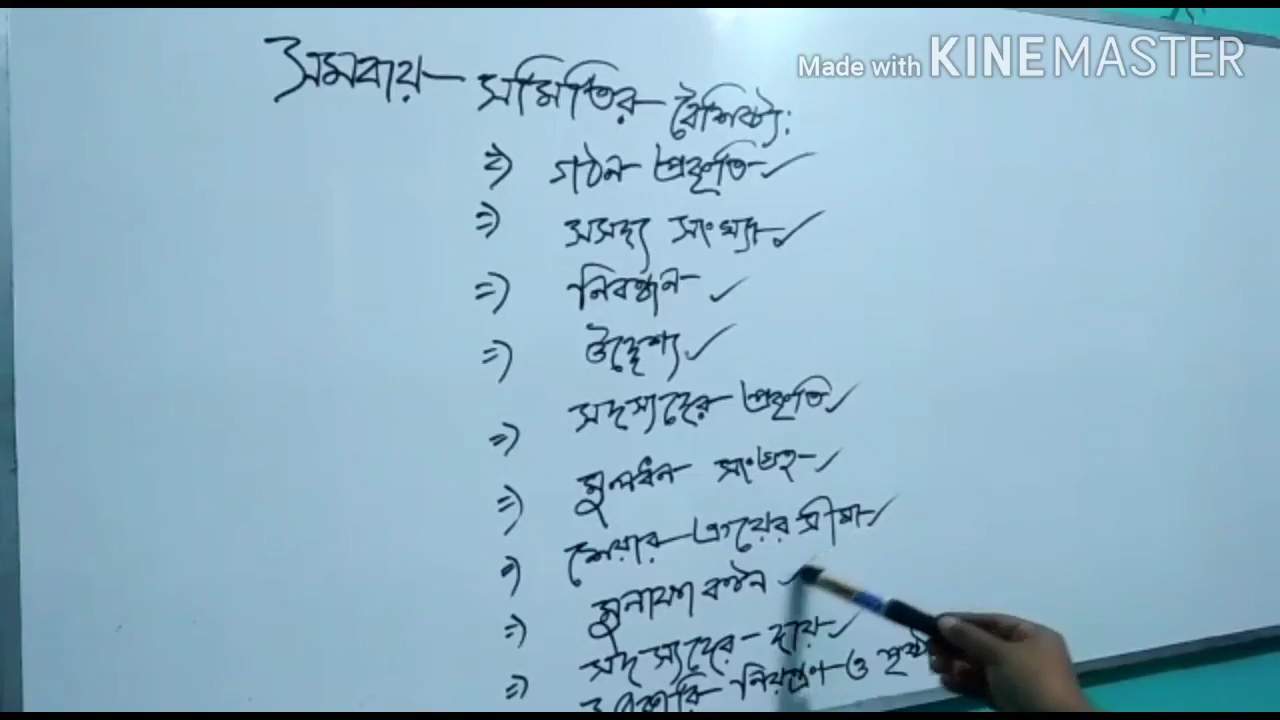 Made with KINEMASTER
সমবায় সমিতির বৈশিষ্ট্য:
=> গঠন প্রকৃতি ✓
=> সসদ্য সংখ্যা ✓
=> নিবন্ধন ✓
=> উদ্দেশ্য ✓
=> সদস্যদের প্রকৃতি ✓
=> মূলধন সংগ্রহ ✓
=> শেয়ার ক্রয়ের সীমা ✓
=> মুনাফা বণ্টন ✓
=> সদস্যদের দায় ✓
নিয়ন্ত্রণ ও